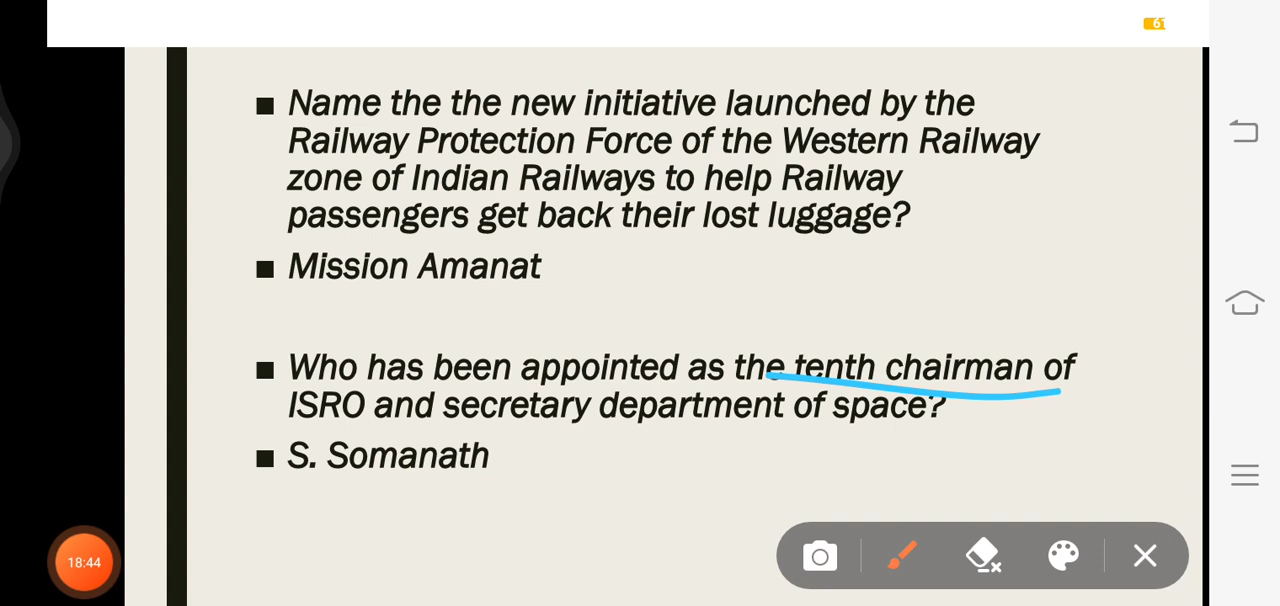 ■ Name the the new initiative launched by the
Railway Protection Force of the Western Railway
zone of Indian Railways to help Railway
passengers get back their lost luggage?
■ Mission Amanat
■ Who has been appointed as the tenth chairman of
ISRO and secretary department of space?
■ S. Somanath
18:44